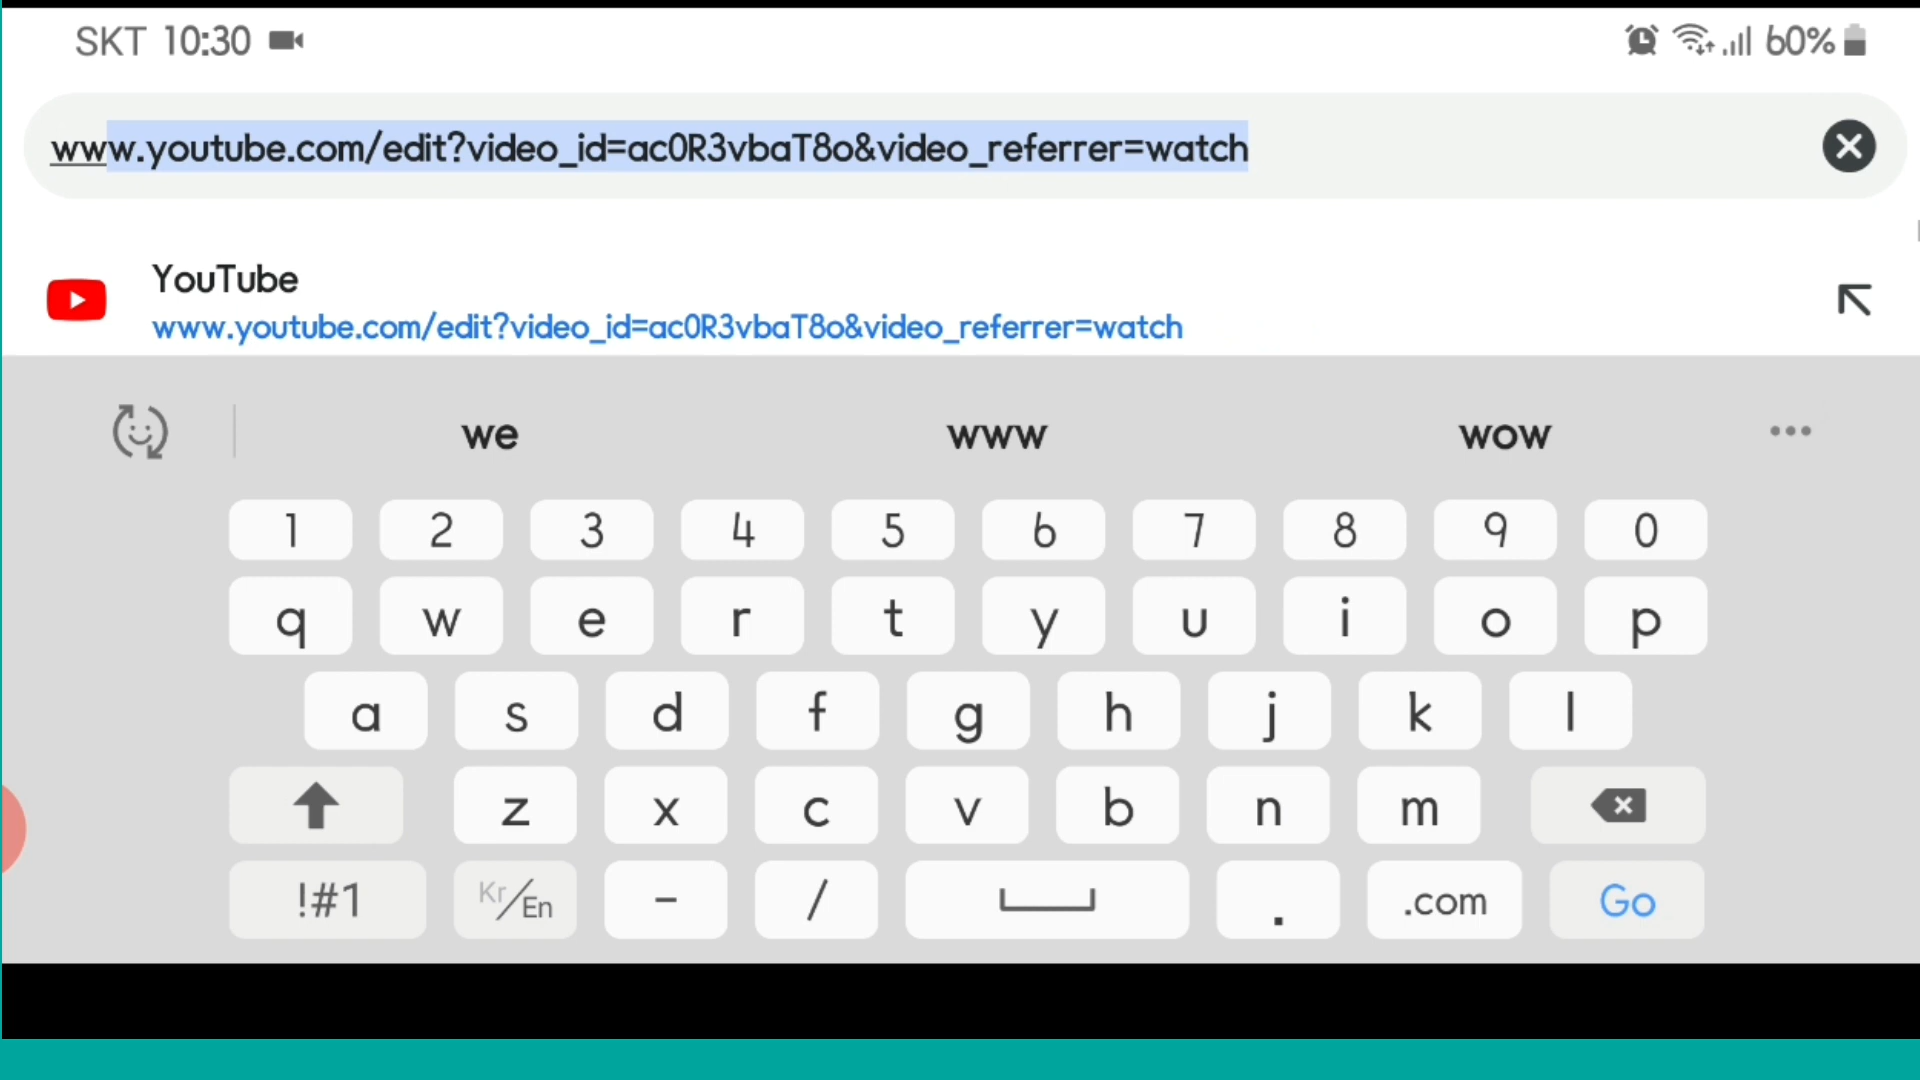 SKT 10:30 60%
www.youtube.com/edit?video_id=ac0R3vbaT8o&video_referrer=watch
YouTube
www.youtube.com/edit?video_id=ac0R3vbaT8o&video_referrer=watch
we www wow
1 2 3 4 5 6 7 8 9 0
q w e r t y u i o p
a s d f g h j k l
z x c v b n m
!#1 Kr/En - / . .com Go